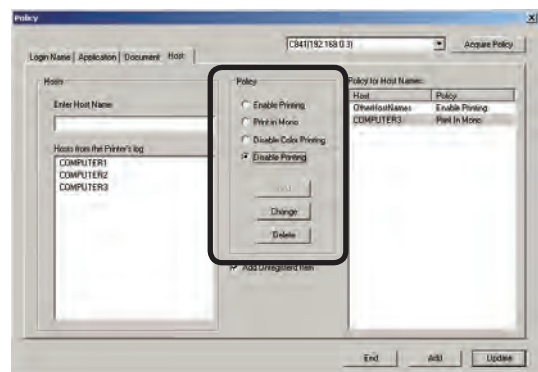 Policy
C841(192.168.0.3)
Acquire Policy
Login Name
Application
Document
Host
Hosts
Enter Host Name
Hosts from the Printer's log
COMPUTER1
COMPUTER2
COMPUTER3
Policy
Enable Printing
Print in Mono
Disable Color Printing
Disable Printing
Add
Change
Delete
Add Unregisterd Item
Policy for Host Names
Host Policy
OtherHostNames Enable Printing
COMPUTER3 Print In Mono
End
Add
Update